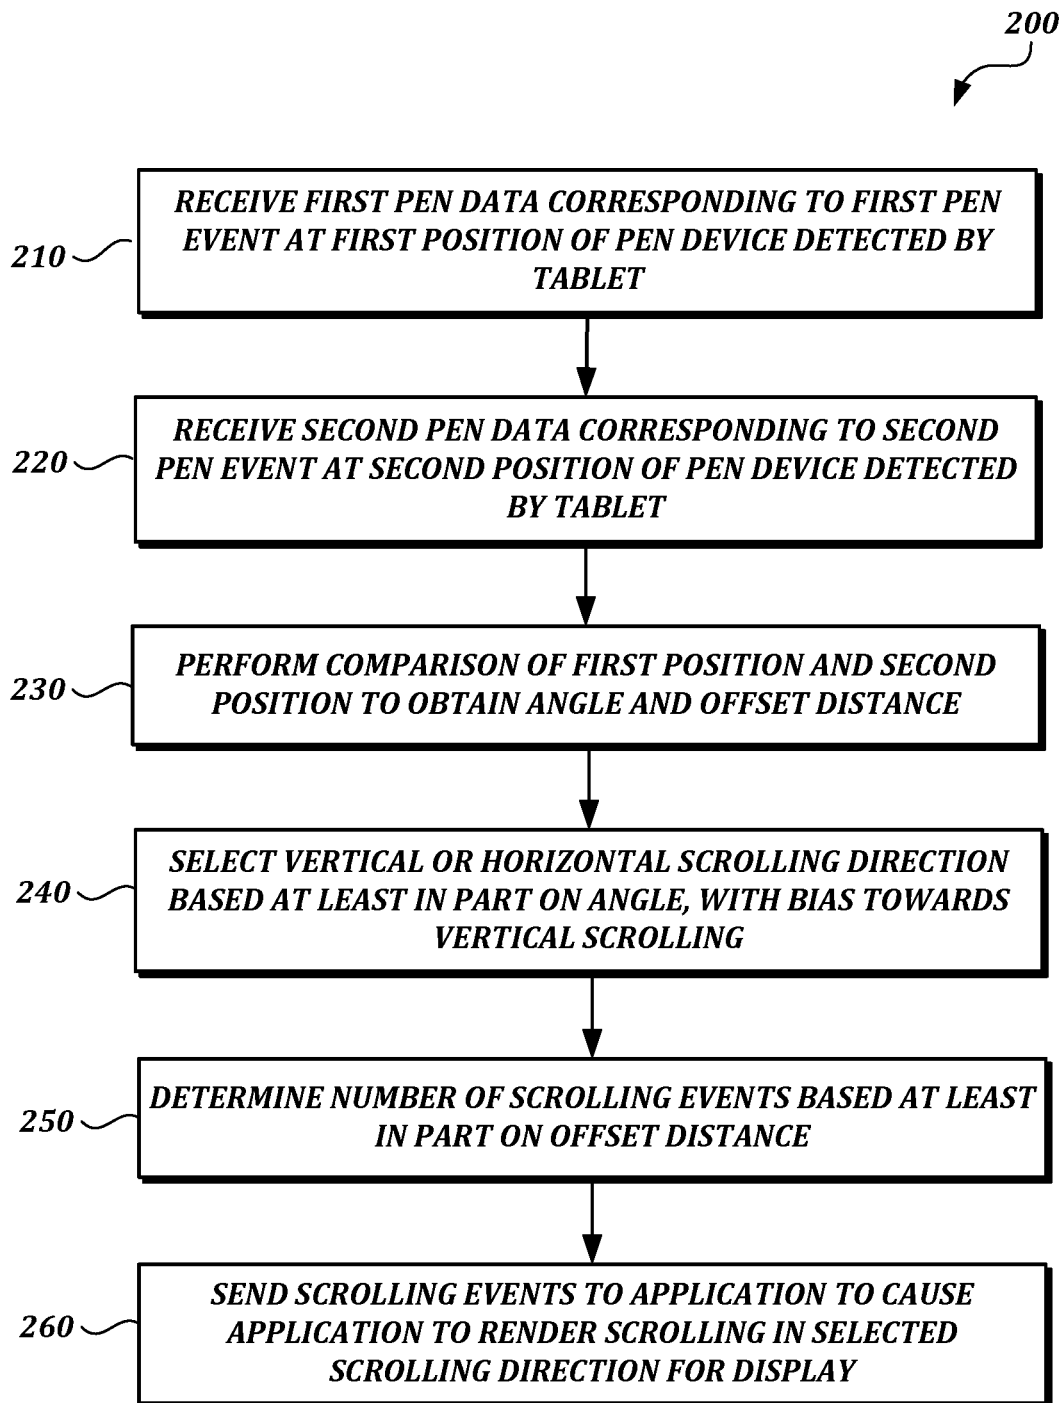 200
RECEIVE FIRST PEN DATA CORRESPONDING TO FIRST PEN
EVENT AT FIRST POSITION OF PEN DEVICE DETECTED BY
TABLET
210
RECEIVE SECOND PEN DATA CORRESPONDING TO SECOND
PEN EVENT AT SECOND POSITION OF PEN DEVICE DETECTED
BY TABLET
220
PERFORM COMPARISON OF FIRST POSITION AND SECOND
POSITION TO OBTAIN ANGLE AND OFFSET DISTANCE
230
SELECT VERTICAL OR HORIZONTAL SCROLLING DIRECTION
BASED AT LEAST IN PART ON ANGLE, WITH BIAS TOWARDS
VERTICAL SCROLLING
240
DETERMINE NUMBER OF SCROLLING EVENTS BASED AT LEAST
IN PART ON OFFSET DISTANCE
250
SEND SCROLLING EVENTS TO APPLICATION TO CAUSE
APPLICATION TO RENDER SCROLLING IN SELECTED
SCROLLING DIRECTION FOR DISPLAY
260